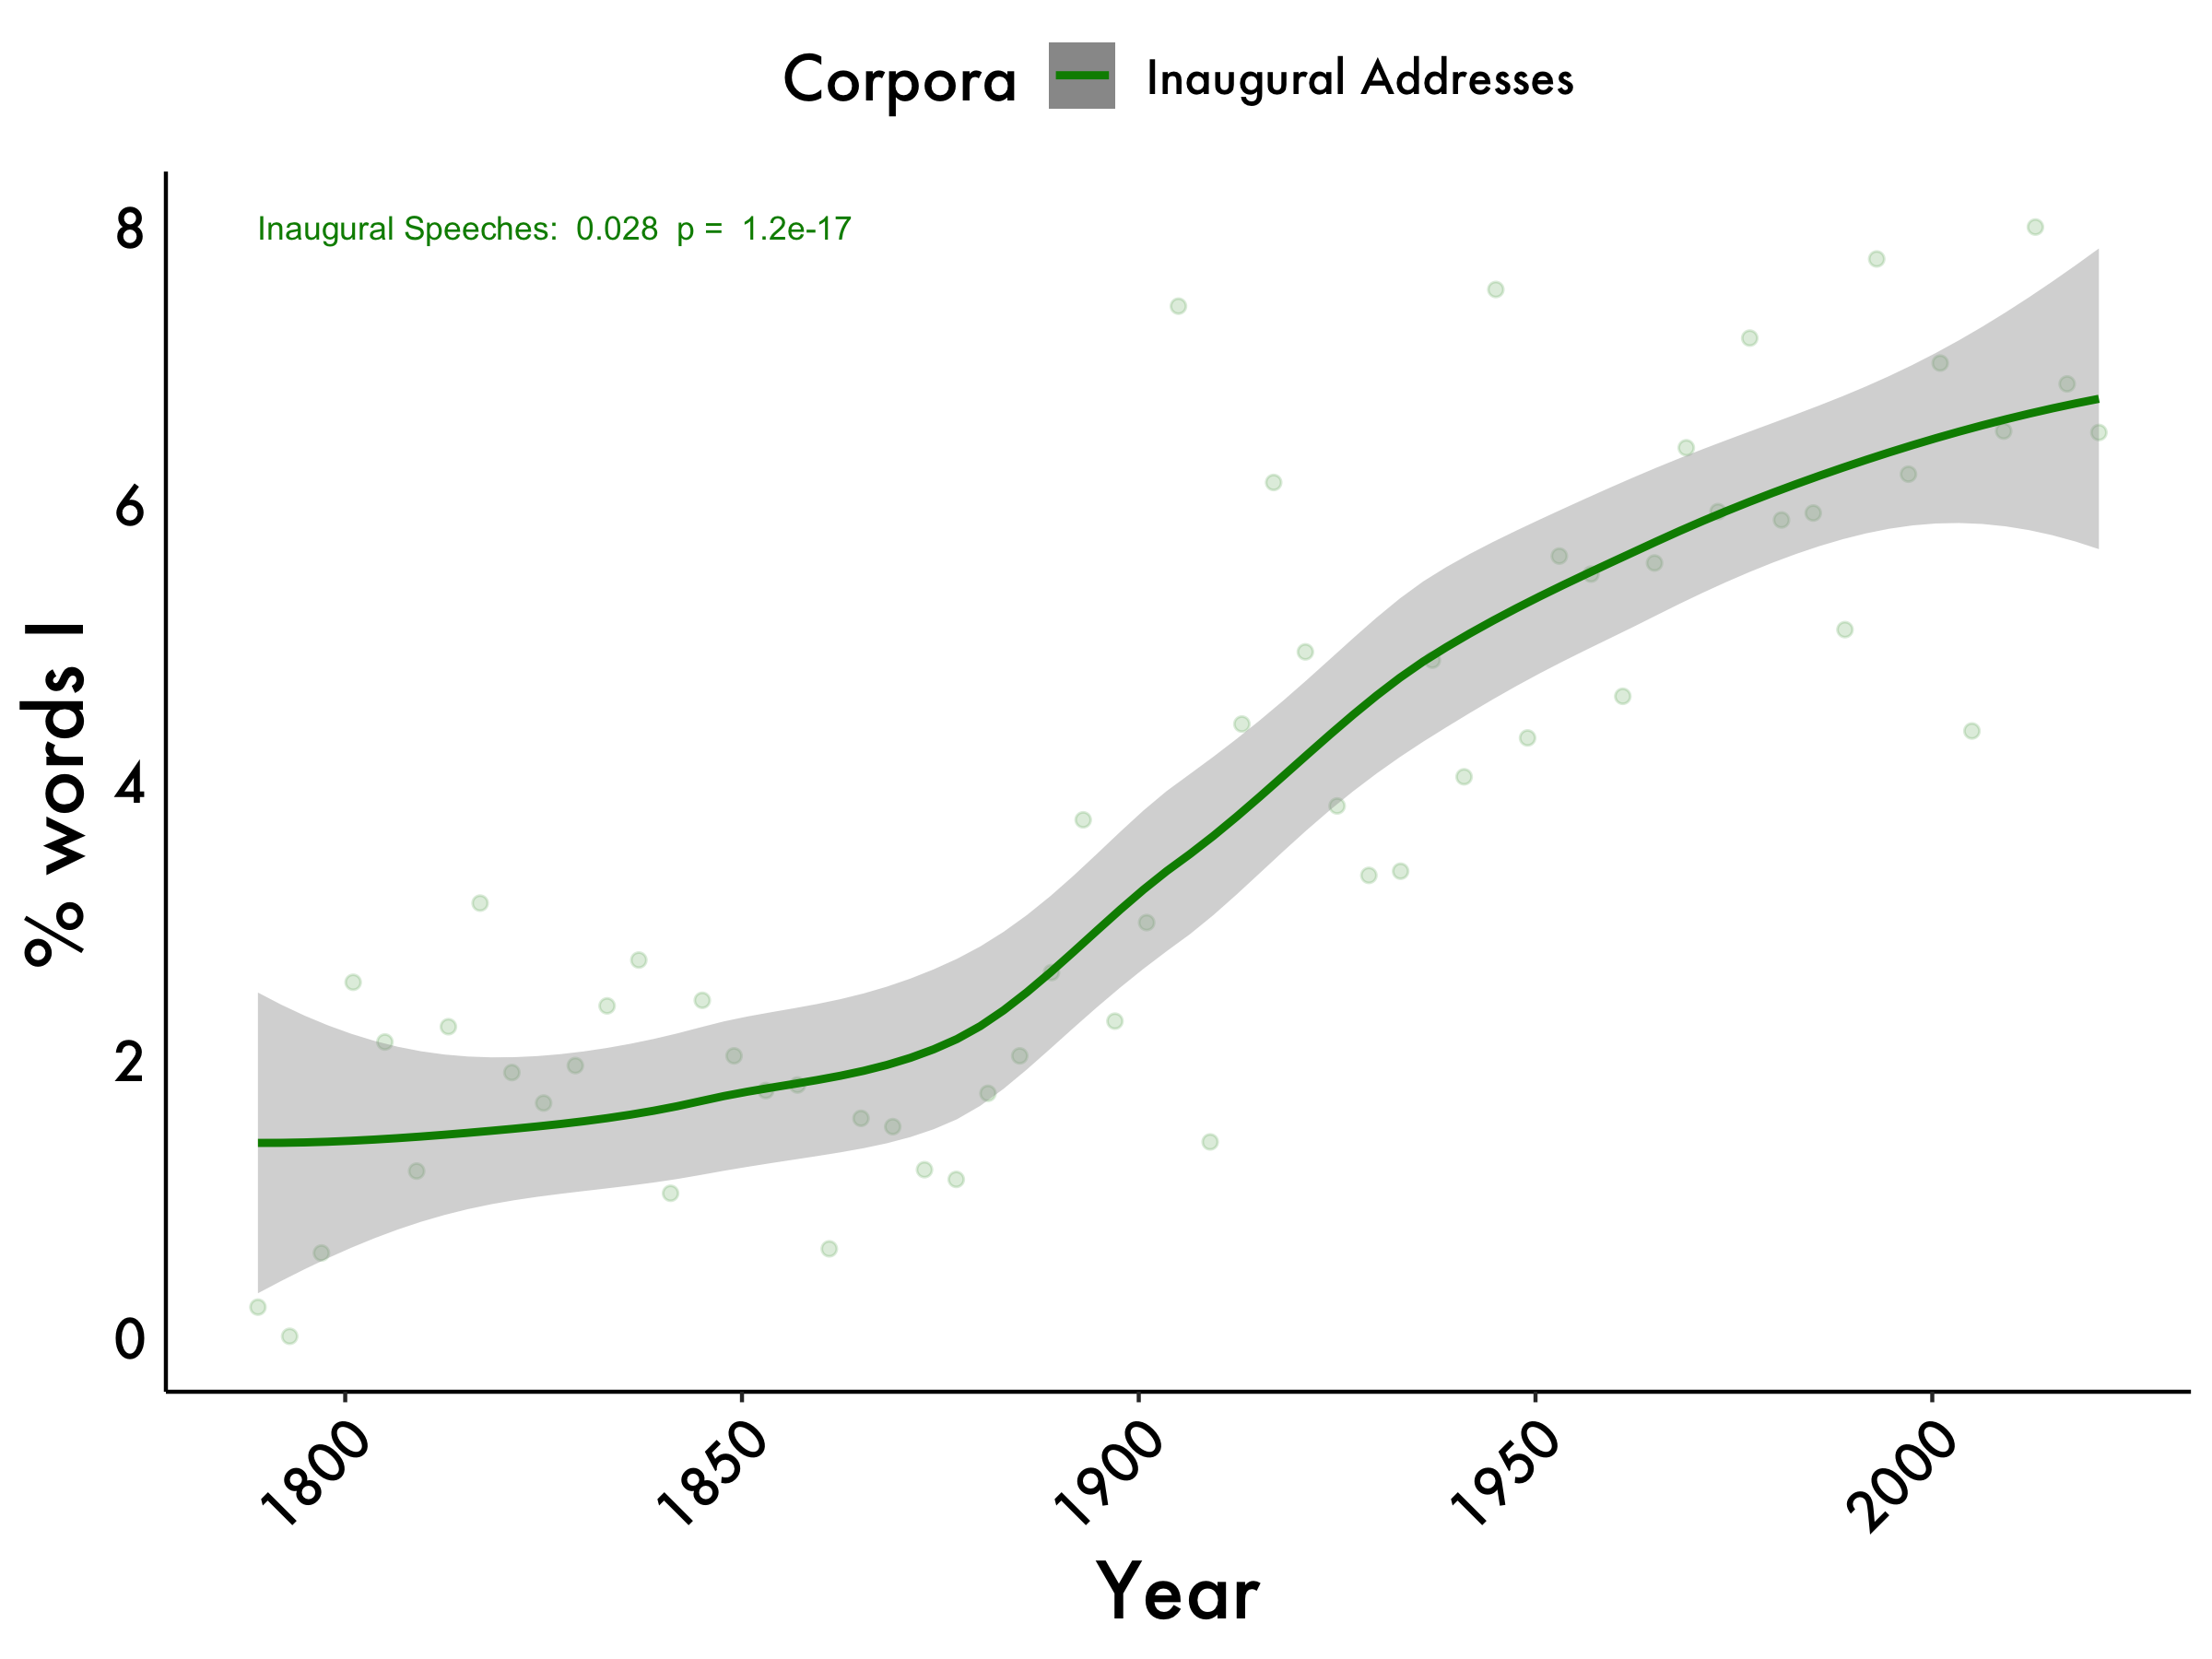 Corpora Inaugural Addresses
Inaugural Speeches: 0.028 p = 1.2e-17
8
6
4
2
0
% words I
1800 1850 1900 1950 2000
Year